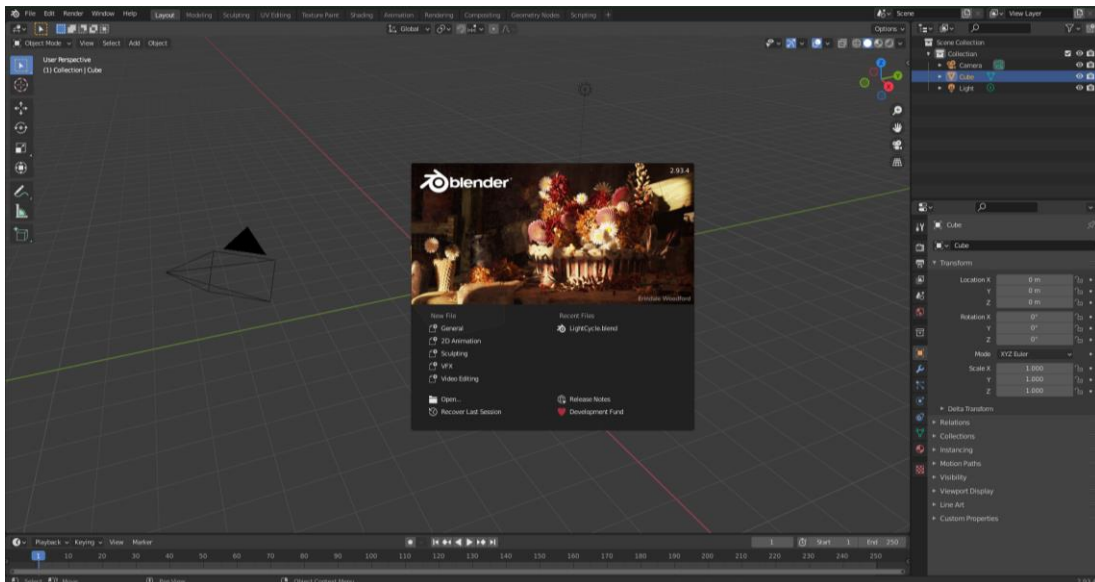 File Edit Render Window Help Layout Modeling Sculpting UV Editing Texture Paint Shading Animation Rendering Compositing Geometry Nodes Scripting + Scene View Layer
Global Options
Object Mode View Select Add Object
User Perspective
(1) Collection | Cube
Scene Collection
Collection
Camera
Cube
Light
blender
2.93.4
Erindale Woodford
New File
General
2D Animation
Sculpting
VFX
Video Editing
Recent Files
LightCycle.blend
Open...
Recover Last Session
Release Notes
Development Fund
Cube
Cube
Transform
Location X 0 m
Y 0 m
Z 0 m
Rotation X 0°
Y 0°
Z 0°
Mode XYZ Euler
Scale X 1.000
Y 1.000
Z 1.000
Delta Transform
Relations
Collections
Instancing
Motion Paths
Visibility
Viewport Display
Line Art
Custom Properties
Playback Keying View Marker 1 Start 1 End 250
1 10 20 30 40 50 60 70 80 90 100 110 120 130 140 150 160 170 180 190 200 210 220 230 240 250
Select Object Context Menu